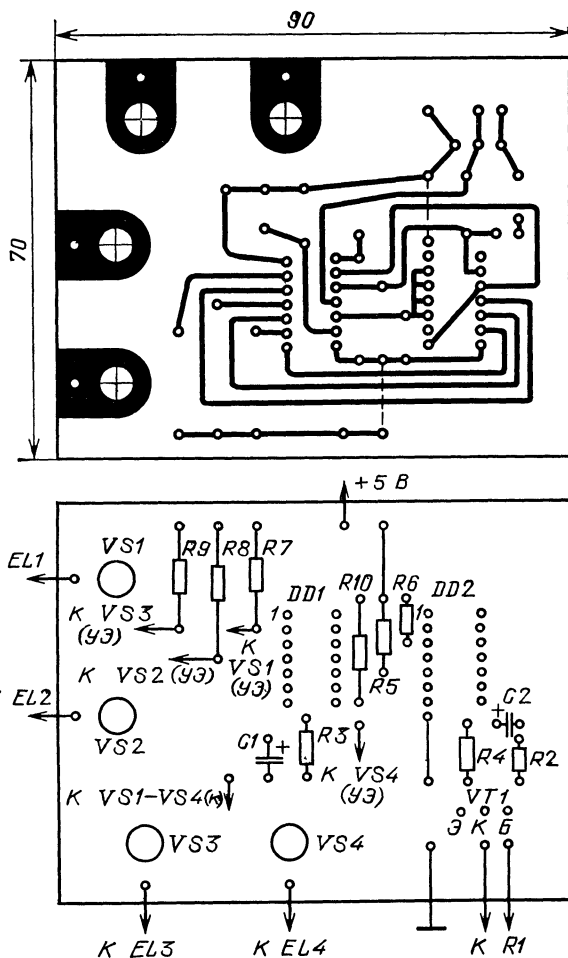 90
70
+5 В
EL1
VS1
R9
R8
R7
К VS3
(УЭ)
DD1
R10
R6
DD2
1
1
К VS2 (УЭ)
К
VS1
(УЭ)
R5
EL2
VS2
C1
+
R3
К VS4
(УЭ)
+
C2
R4
R2
К VS1-VS4(К)
VT1
Э К Б
VS3
VS4
К EL3
К EL4
К R1